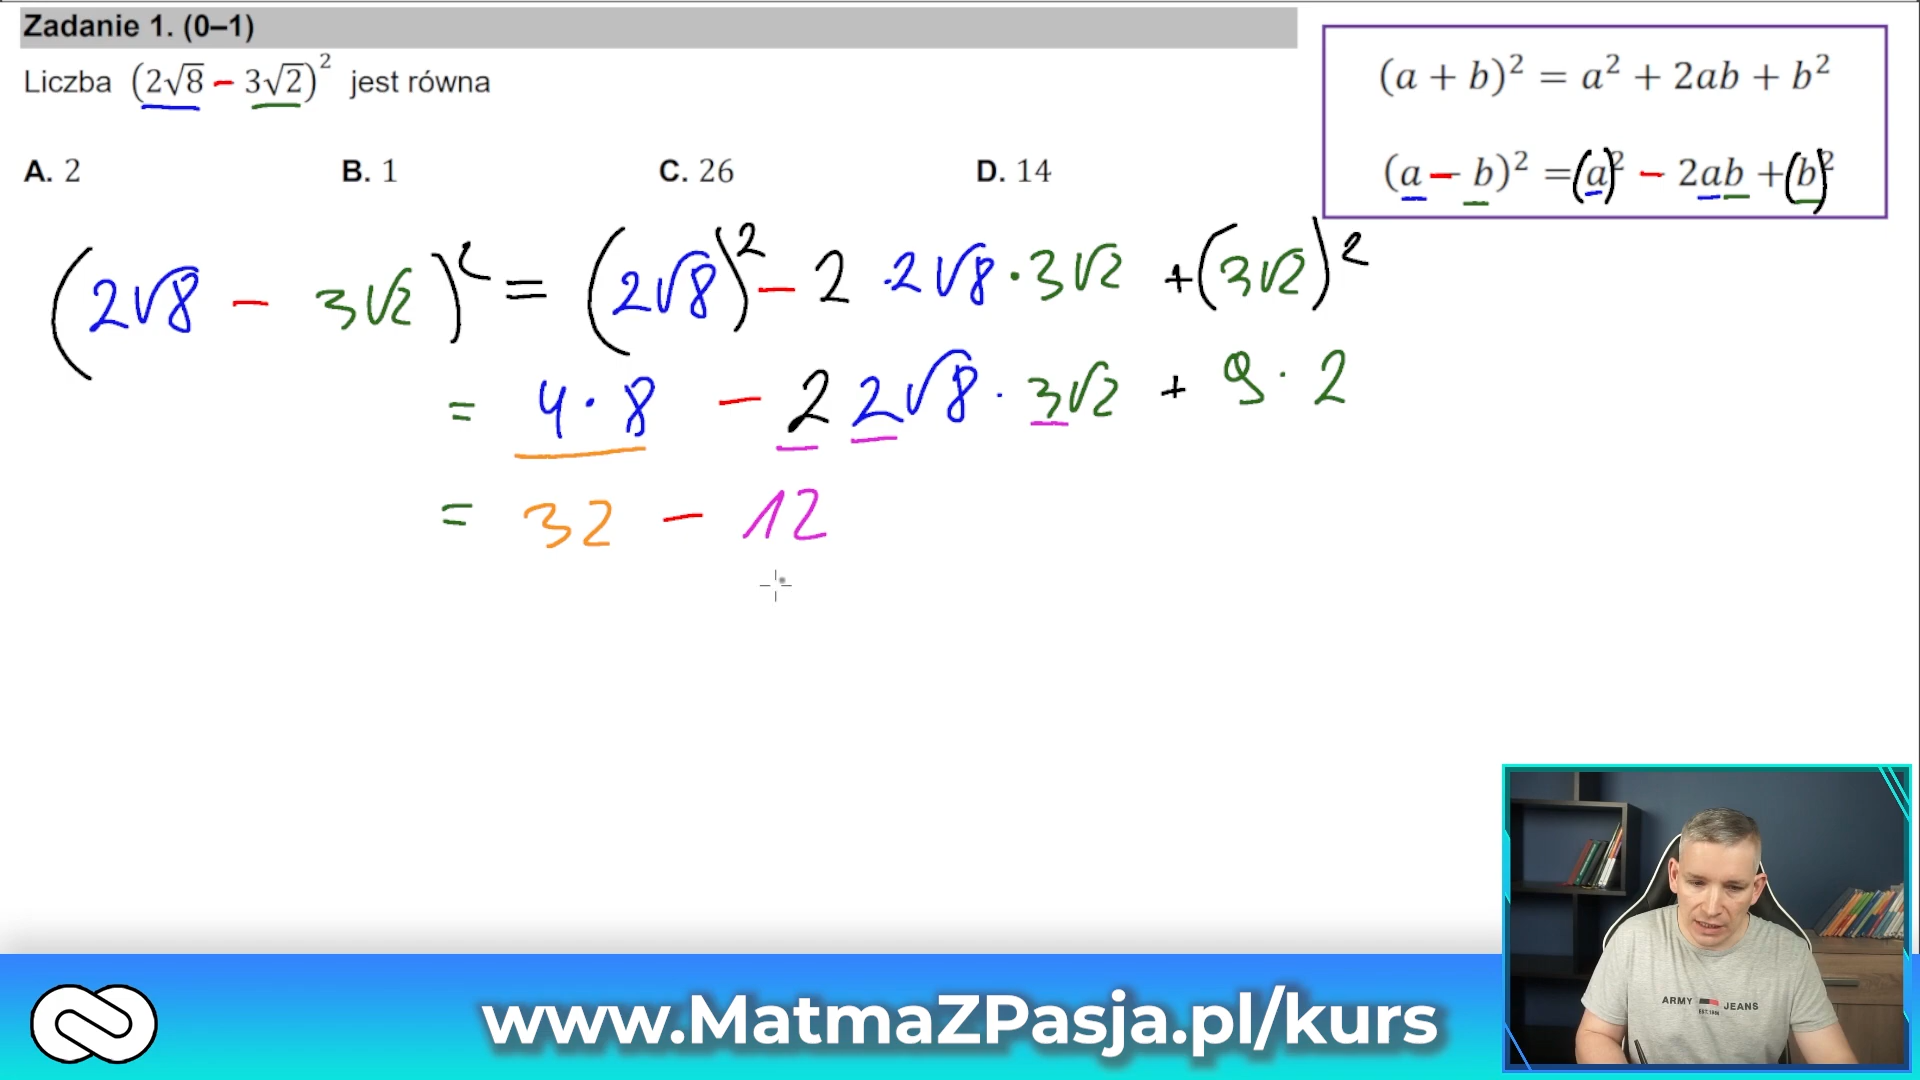 Zadanie 1. (0–1)
Liczba (2√8 − 3√2)² jest równa
A. 2 B. 1 C. 26 D. 14
(a + b)² = a² + 2ab + b²
(a − b)² = (a)² − 2ab + (b)²
(2√8 − 3√2)² = (2√8)² − 2 · 2√8 · 3√2 + (3√2)²
= 4 · 8 − 2 2√8 · 3√2 + 9 · 2
= 32 − 12
ARMY JEANS
www.MatmaZPasja.pl/kurs